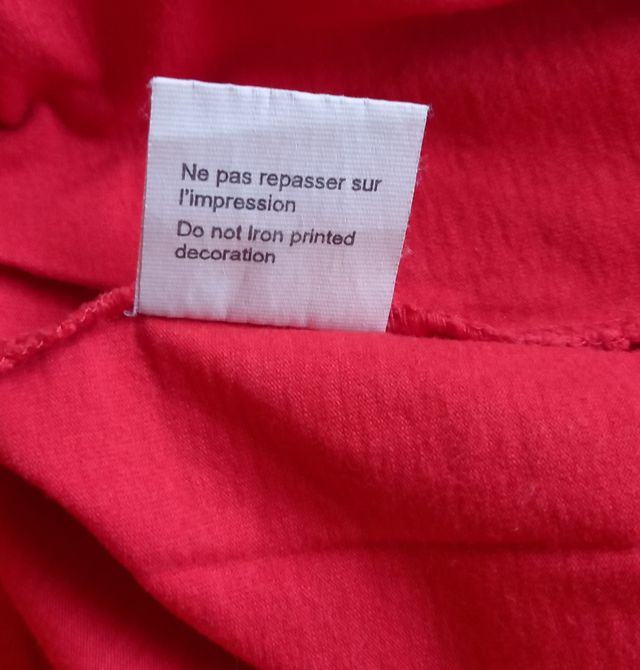 Ne pas repasser sur
l'impression
Do not Iron printed
decoration